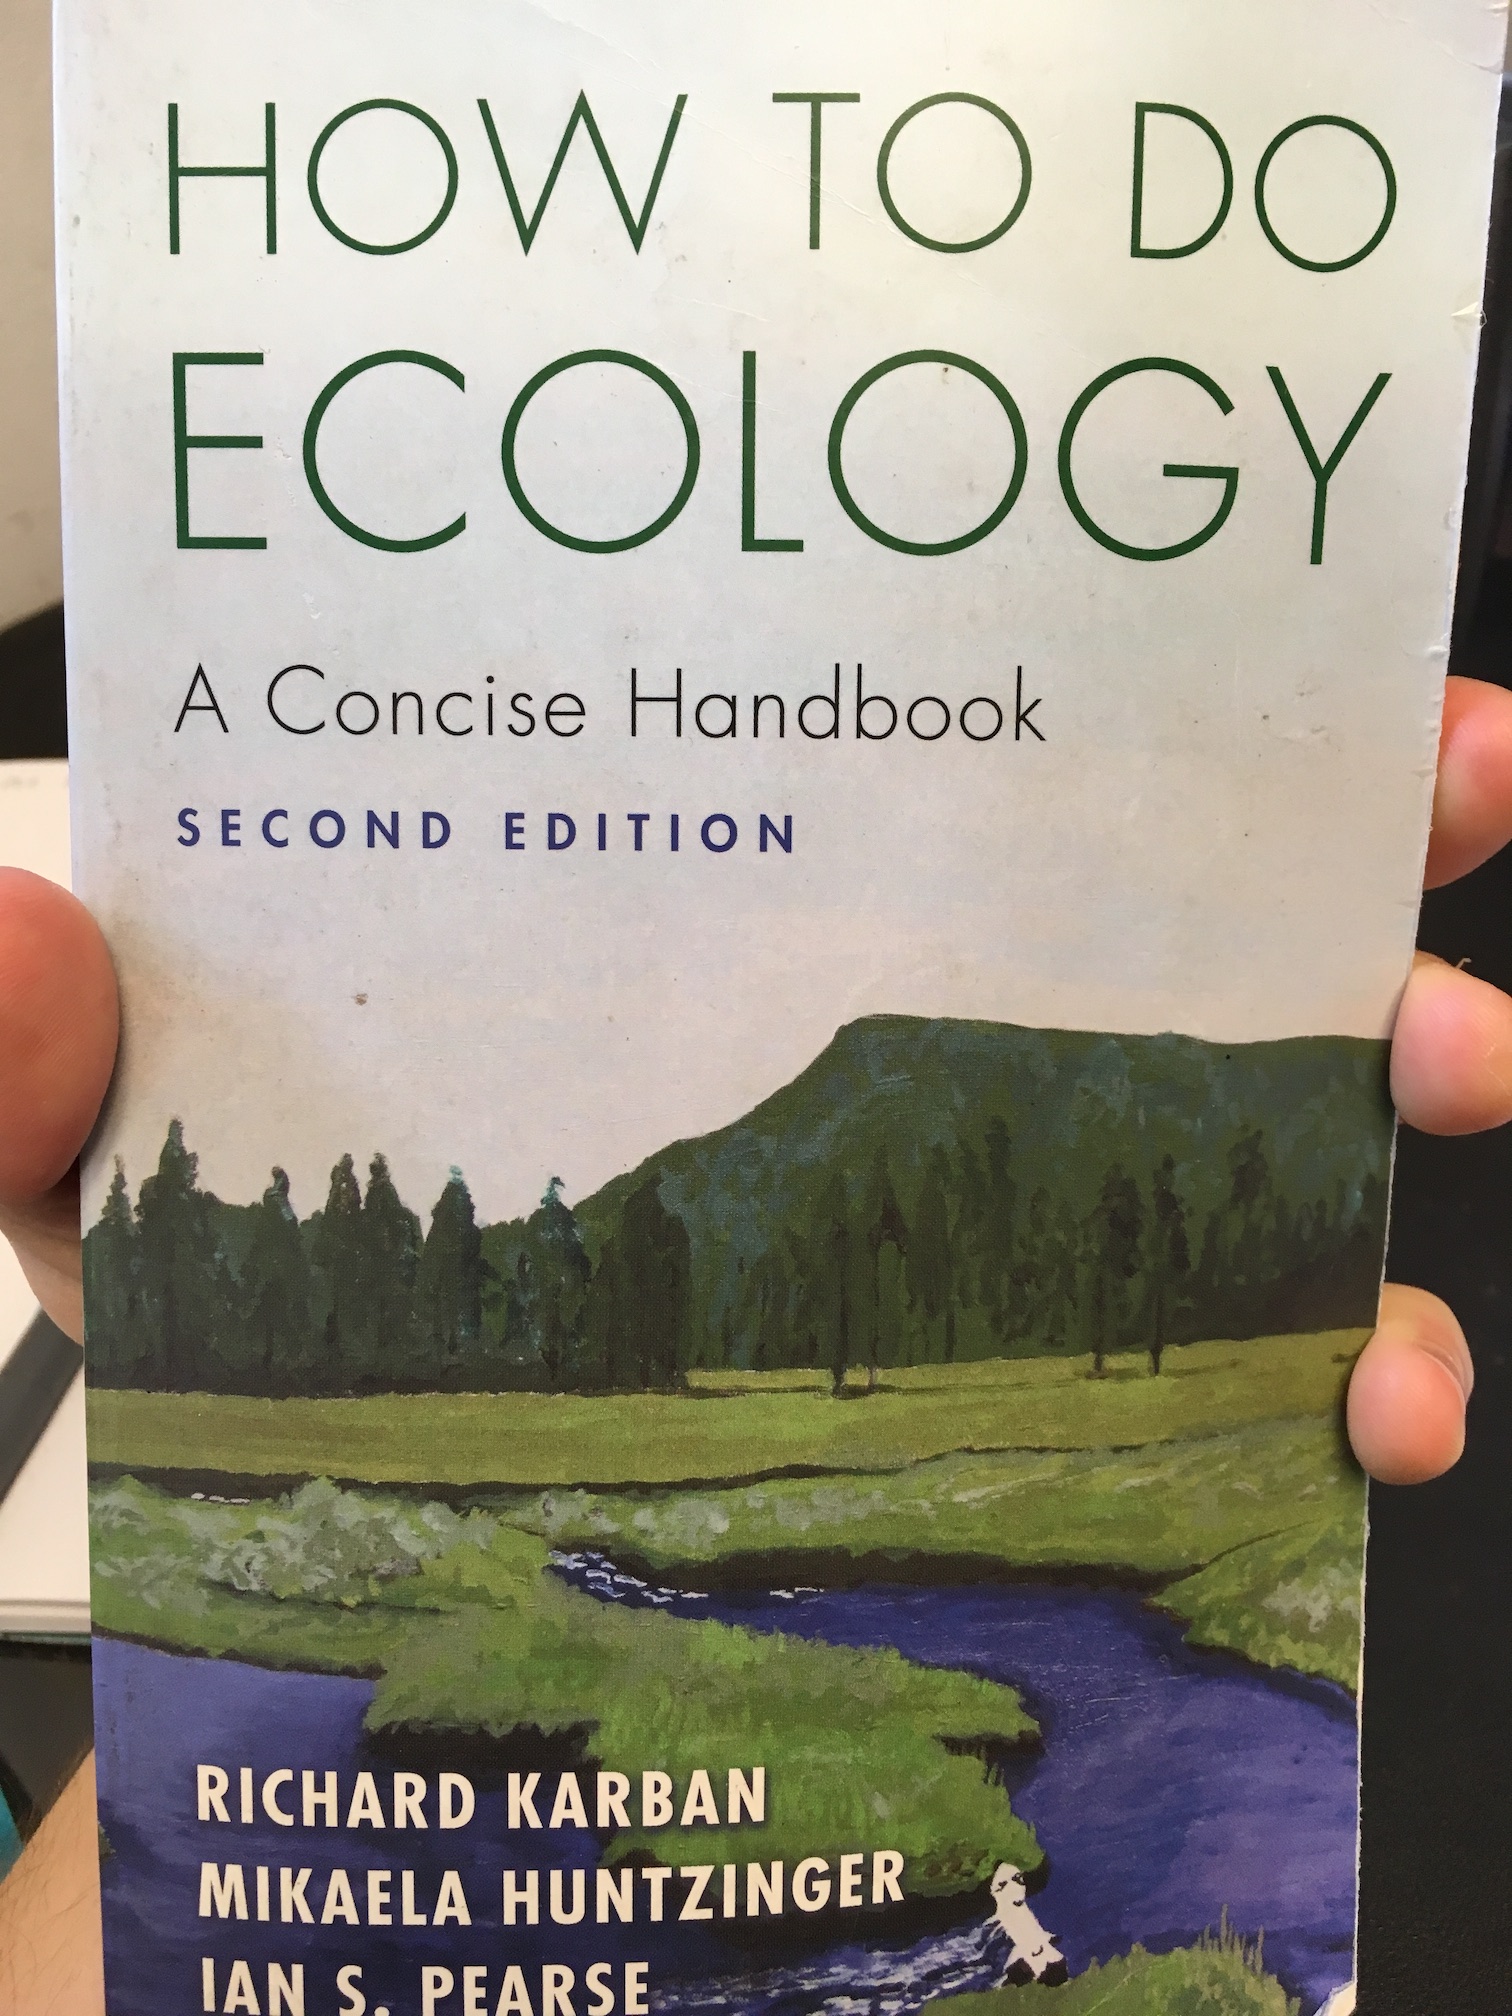 HOW TO DO
ECOLOGY
A Concise Handbook
SECOND EDITION
RICHARD KARBAN
MIKAELA HUNTZINGER
IAN S. PEARSE